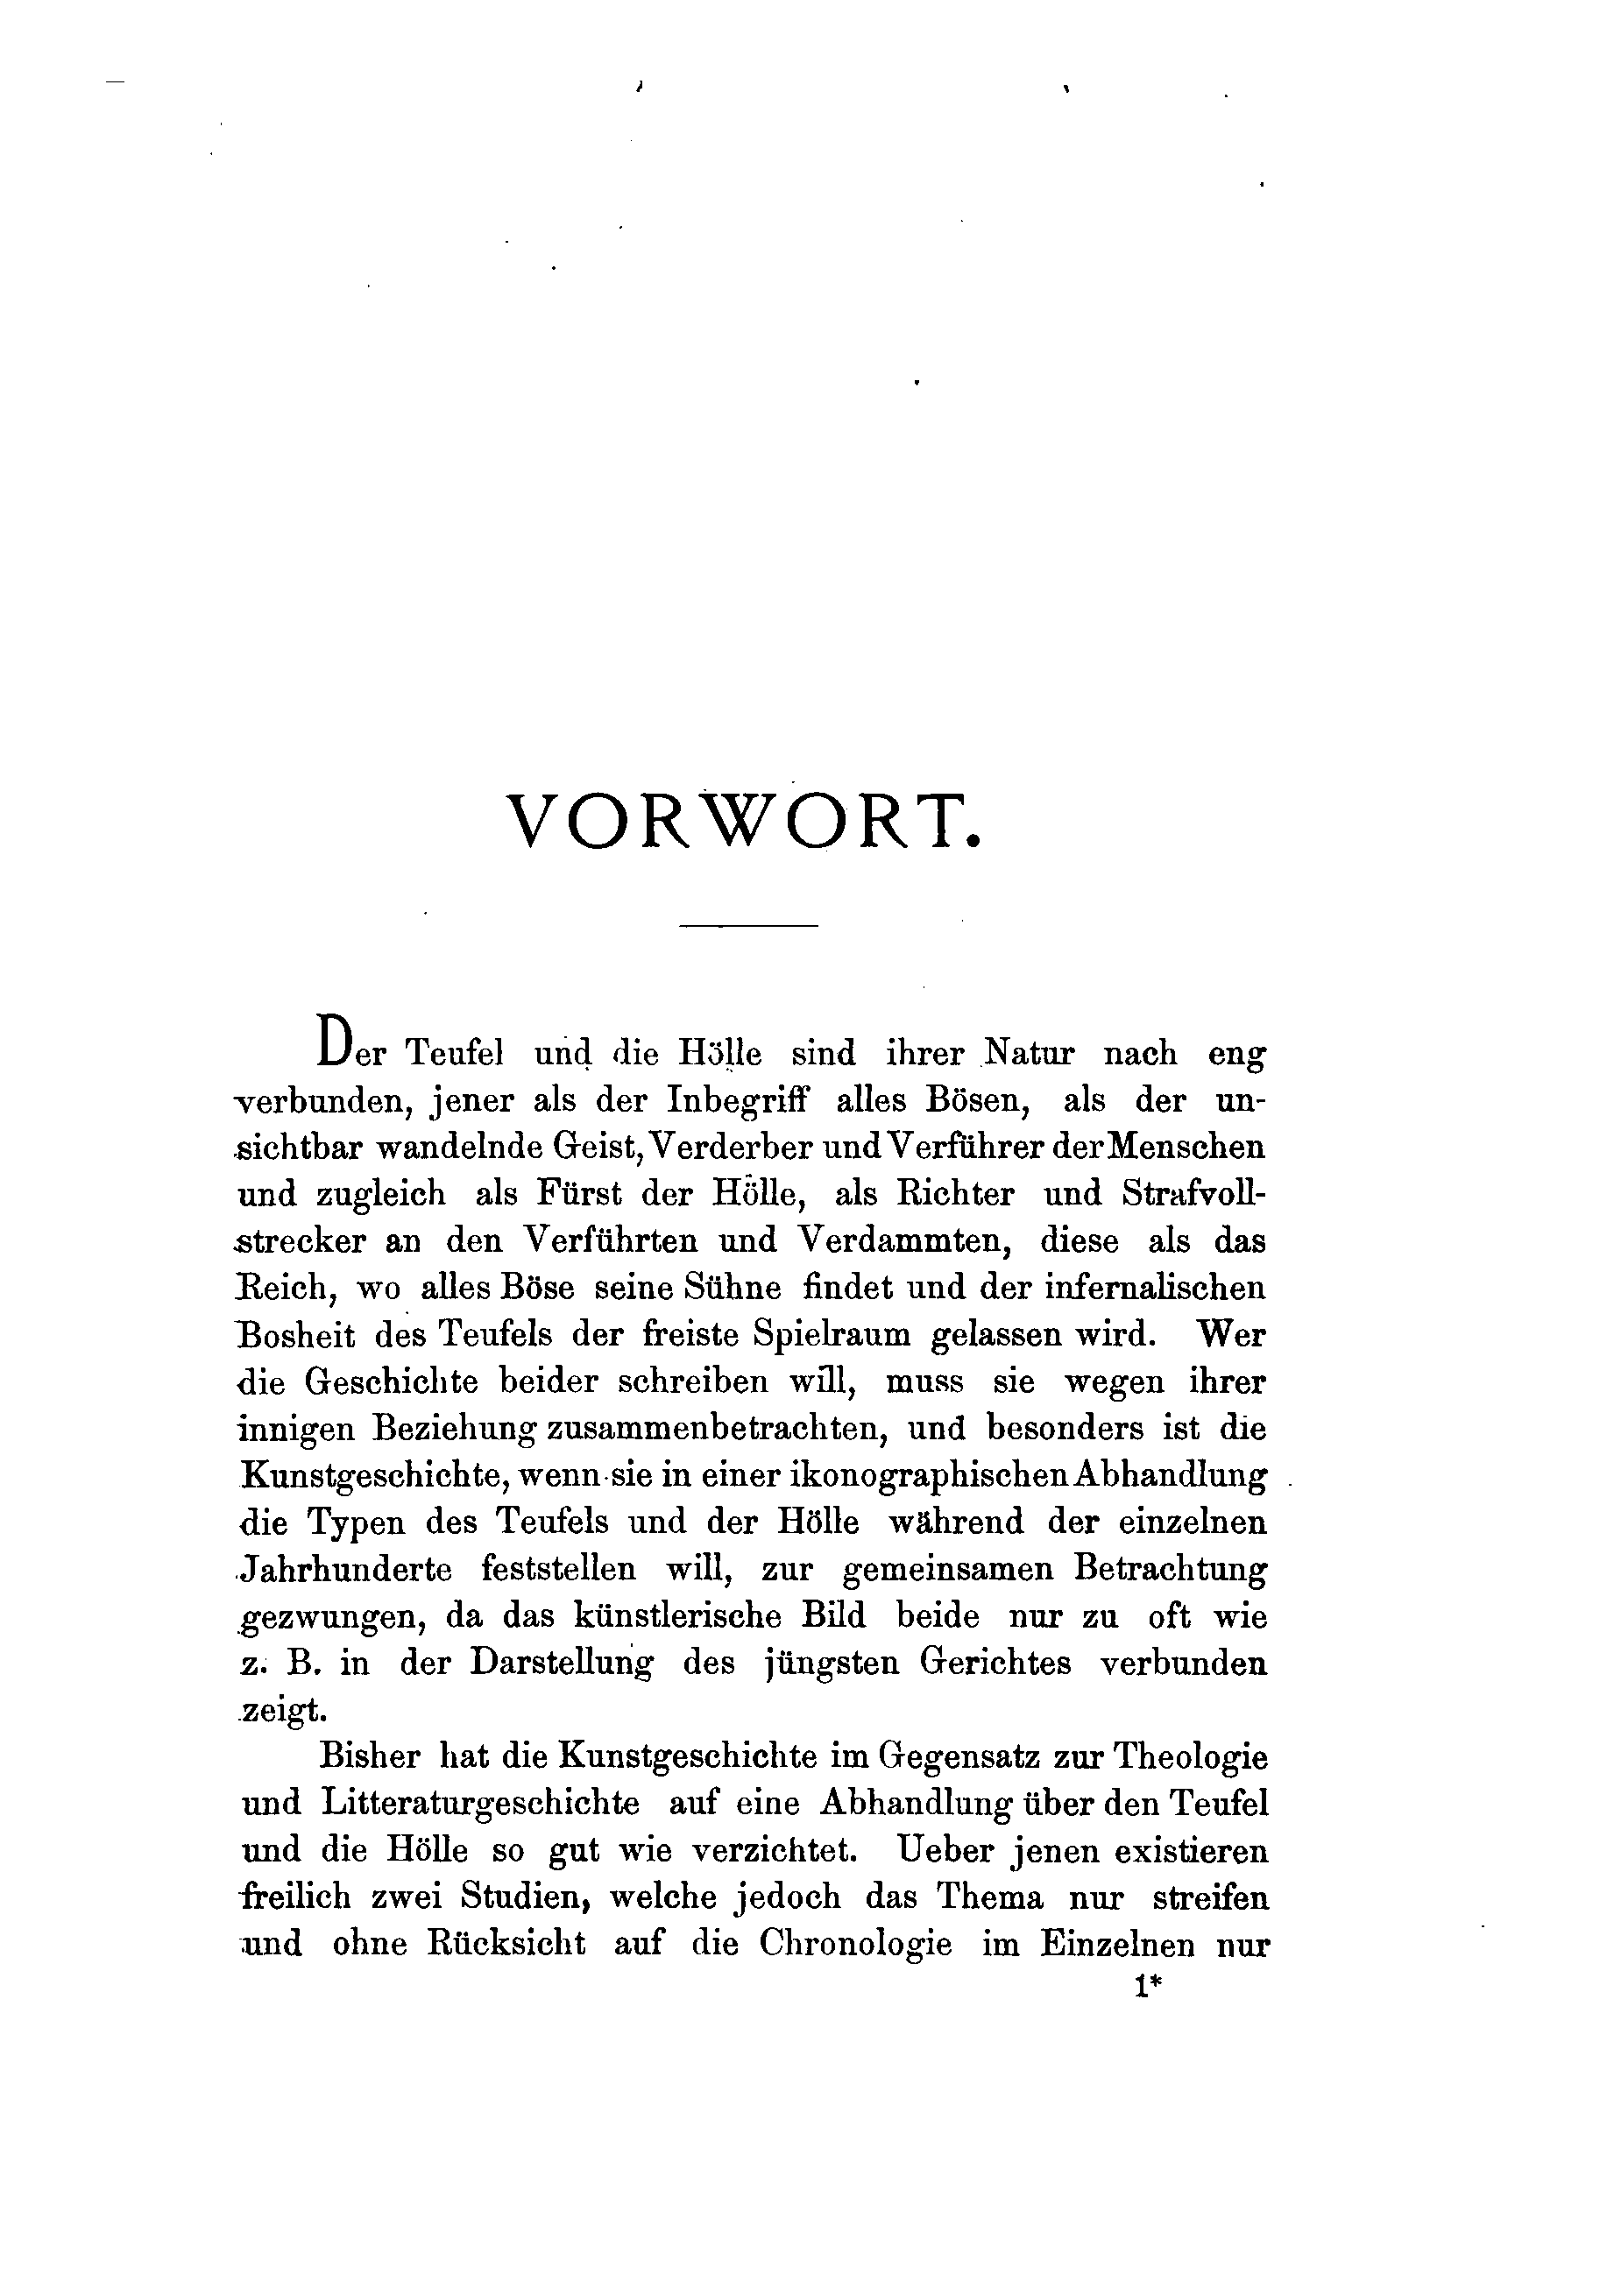 VORWORT.
Der Teufel und die Hölle sind ihrer Natur nach eng
verbunden, jener als der Inbegriff alles Bösen, als der un-
sichtbar wandelnde Geist, Verderber und Verführer der Menschen
und zugleich als Fürst der Hölle, als Richter und Strafvoll-
strecker an den Verführten und Verdammten, diese als das
Reich, wo alles Böse seine Sühne findet und der infernalischen
Bosheit des Teufels der freiste Spielraum gelassen wird. Wer
die Geschichte beider schreiben will, muss sie wegen ihrer
innigen Beziehung zusammenbetrachten, und besonders ist die
Kunstgeschichte, wenn sie in einer ikonographischen Abhandlung
die Typen des Teufels und der Hölle während der einzelnen
Jahrhunderte feststellen will, zur gemeinsamen Betrachtung
gezwungen, da das künstlerische Bild beide nur zu oft wie
z. B. in der Darstellung des jüngsten Gerichtes verbunden
zeigt.
Bisher hat die Kunstgeschichte im Gegensatz zur Theologie
und Litteraturgeschichte auf eine Abhandlung über den Teufel
und die Hölle so gut wie verzichtet. Ueber jenen existieren
freilich zwei Studien, welche jedoch das Thema nur streifen
und ohne Rücksicht auf die Chronologie im Einzelnen nur
1*